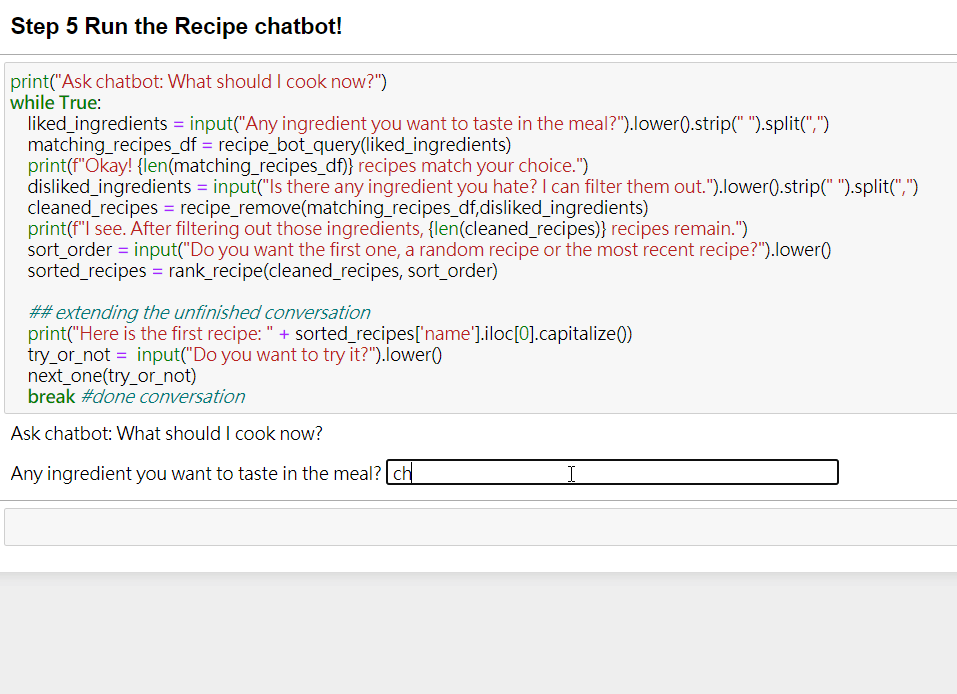 Step 5 Run the Recipe chatbot!
print("Ask chatbot: What should I cook now?")
while True:
    liked_ingredients = input("Any ingredient you want to taste in the meal?").lower().strip(" ").split(",")
    matching_recipes_df = recipe_bot_query(liked_ingredients)
    print(f"Okay! {len(matching_recipes_df)} recipes match your choice.")
    disliked_ingredients = input("Is there any ingredient you hate? I can filter them out.").lower().strip(" ").split(",")
    cleaned_recipes = recipe_remove(matching_recipes_df,disliked_ingredients)
    print(f"I see. After filtering out those ingredients, {len(cleaned_recipes)} recipes remain.")
    sort_order = input("Do you want the first one, a random recipe or the most recent recipe?").lower()
    sorted_recipes = rank_recipe(cleaned_recipes, sort_order)
    ## extending the unfinished conversation
    print("Here is the first recipe: " + sorted_recipes['name'].iloc[0].capitalize())
    try_or_not =  input("Do you want to try it?").lower()
    next_one(try_or_not)
    break #done conversation
Ask chatbot: What should I cook now?
Any ingredient you want to taste in the meal? ch